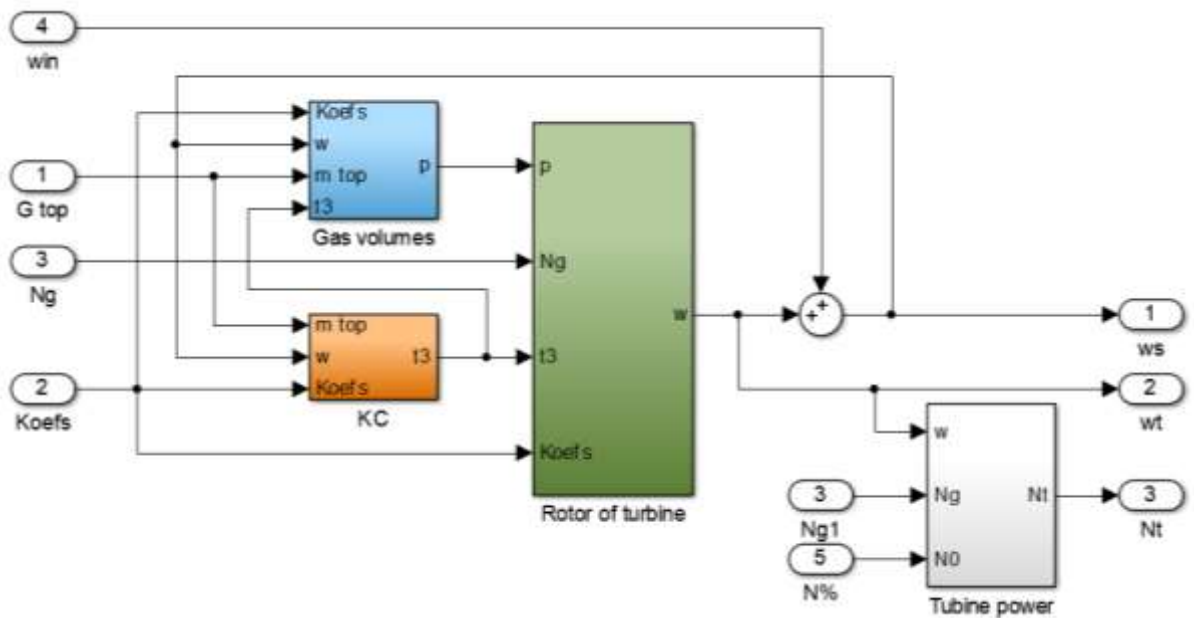 4
win
Koefs
w
1
m top
p
p
G top
t3
Gas volumes
3
Ng
Ng
m top
w
1
ws
w
t3
t3
2
Koefs
Koefs
KC
2
wt
w
Koefs
3
Ng
Nt
3
Rotor of turbine
Ng1
Nt
5
N0
N%
Tubine power